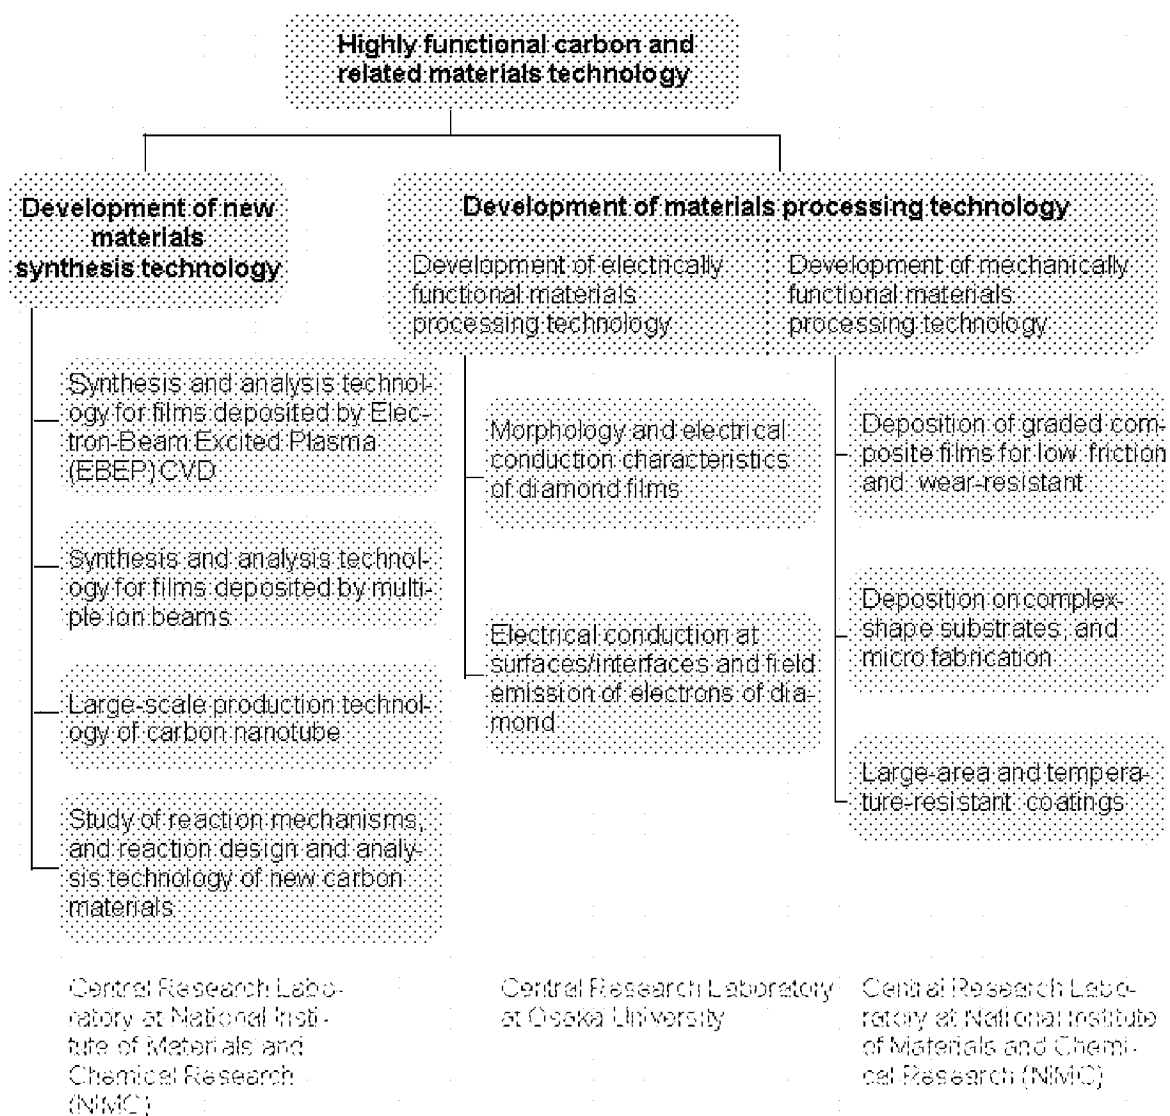 Highly functional carbon and
related materials technology
Development of new
materials
synthesis technology
Development of materials processing technology
Development of electrically
functional materials
processing technology
Development of mechanically
functional materials
processing technology
Synthesis and analysis technol-
ogy for films deposited by Elec-
tron-Beam Excited Plasma
(EBEP) CVD
Synthesis and analysis technol-
ogy for films deposited by multi-
ple ion beams
Large-scale production technol-
ogy of carbon nanotube
Study of reaction mechanisms,
and reaction design and analy-
sis technology of new carbon
materials
Morphology and electrical
conduction characteristics
of diamond films
Electrical conduction at
surfaces/interfaces and field
emission of electrons of dia-
mond
Deposition of graded com-
posite films for low friction
and wear-resistant
Deposition on complex-
shape substrates, and
micro fabrication
Large-area and tempera-
ture-resistant coatings
Central Research Labo-
ratory at National Insti-
tute of Materials and
Chemical Research
(NIMC)
Central Research Laboratory
at Osaka University
Central Research Labo-
ratory at National Institute
of Materials and Chemi-
cal Research (NIMC)